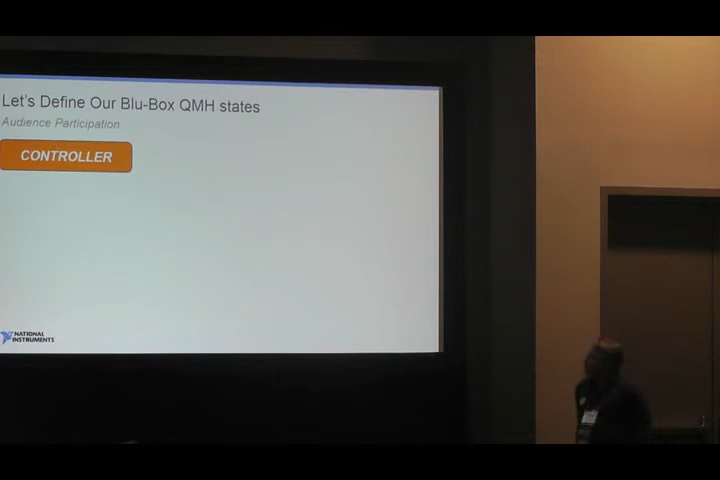 Let's Define Our Blu-Box QMH states
Audience Participation
CONTROLLER
NATIONAL
INSTRUMENTS